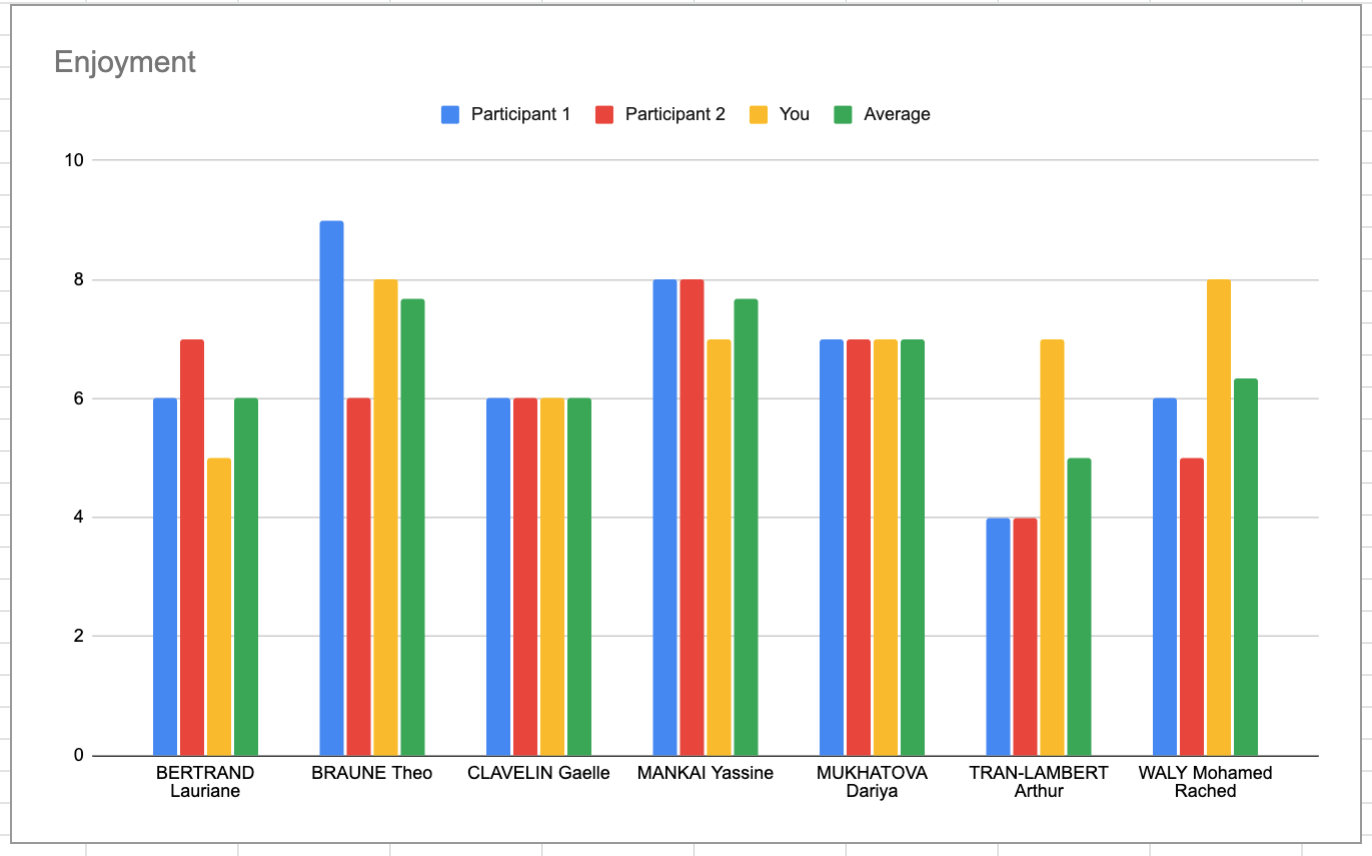 Enjoyment
Participant 1 Participant 2 You Average
10
8
6
4
2
0
BERTRAND Lauriane
BRAUNE Theo
CLAVELIN Gaelle
MANKAI Yassine
MUKHATOVA Dariya
TRAN-LAMBERT Arthur
WALY Mohamed Rached